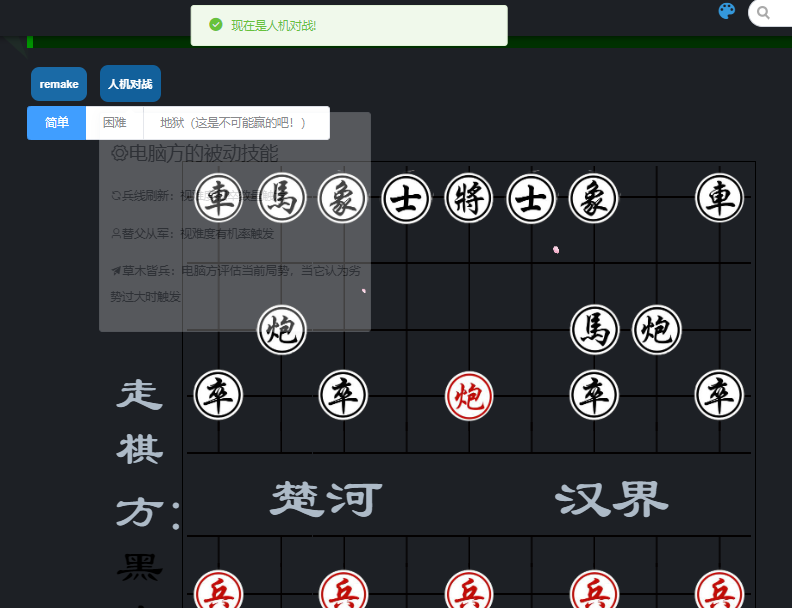 现在是人机对战!
remake
人机对战
简单
困难
地狱（这是不可能赢的吧！）
电脑方的被动技能
車 馬 象 士 將 士 象 車
兵线刷新：视
替父从军：视难度有机率触发
草木皆兵：电脑方评估当前局势，当它认为劣
势过大时触发
炮 馬 炮
卒 卒 炮 卒 卒
走
棋
方：
黑
楚河 汉界
兵 兵 兵 兵 兵